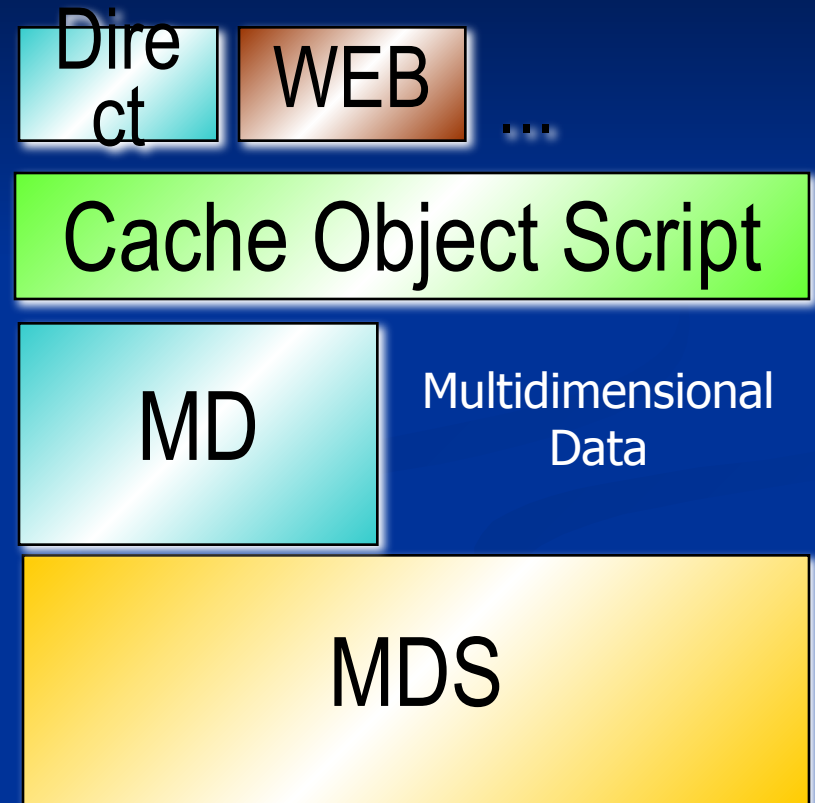 Dire
ct
WEB
...
Cache Object Script
MD
Multidimensional
Data
MDS